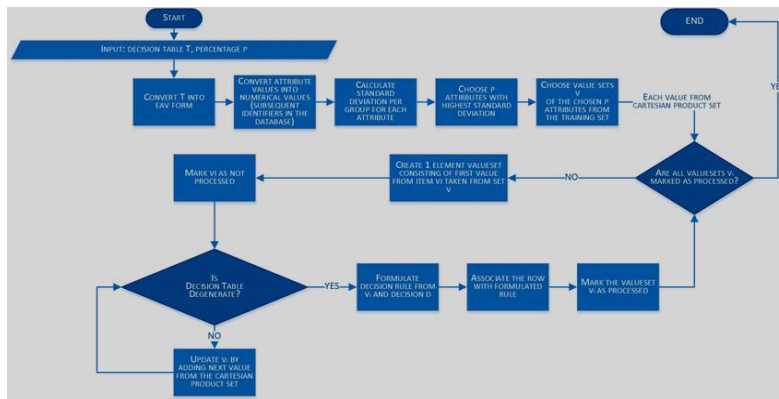 START
END
INPUT: DECISION TABLE T, PERCENTAGE P
CONVERT T INTO
EAV FORM
CONVERT ATTRIBUTE
VALUES INTO
NUMERICAL VALUES
(SUBSEQUENT
IDENTIFIERS IN THE
DATABASE)
CALCULATE
STANDARD
DEVIATION PER
GROUP FOR EACH
ATTRIBUTE
CHOOSE P
ATTRIBUTES WITH
HIGHEST STANDARD
DEVIATION
CHOOSE VALUE SETS
V
OF THE CHOSEN P
ATTRIBUTES FROM
THE TRAINING SET
EACH VALUE FROM
CARTESIAN PRODUCT SET
YE
ARE ALL VALUESETS Vi
MARKED AS PROCESSED?
NO
CREATE 1 ELEMENT VALUESET
CONSISTING OF FIRST VALUE
FROM ITEM VI TAKEN FROM SET
V
MARK VI AS NOT
PROCESSED
IS
DECISION TABLE
DEGENERATE?
YES
FORMULATE
DECISION RULE FROM
Vi AND DECISION D
ASSOCIATE THE ROW
WITH FORMULATED
RULE
MARK THE VALUESET
Vi AS PROCESSED
NO
UPDATE Vi BY
ADDING NEXT VALUE
FROM THE CARTESIAN
PRODUCT SET